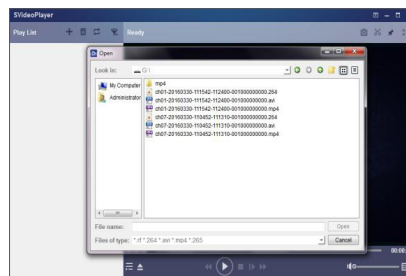 SVideoPlayer
Play List
Ready
Open
Look in:
G:\
My Computer
Administrator
mp4
ch01-20160330-111542-112400-001000000000.264
ch01-20160330-111542-112400-001000000000.avi
ch01-20160330-111542-112400-001000000000.mp4
ch07-20160330-110452-111310-001000000000.264
ch07-20160330-110452-111310-001000000000.avi
ch07-20160330-110452-111310-001000000000.mp4
File name:
Open
Files of type: *.rf *.264 *.avi *.mp4 *.265
Cancel
00:00